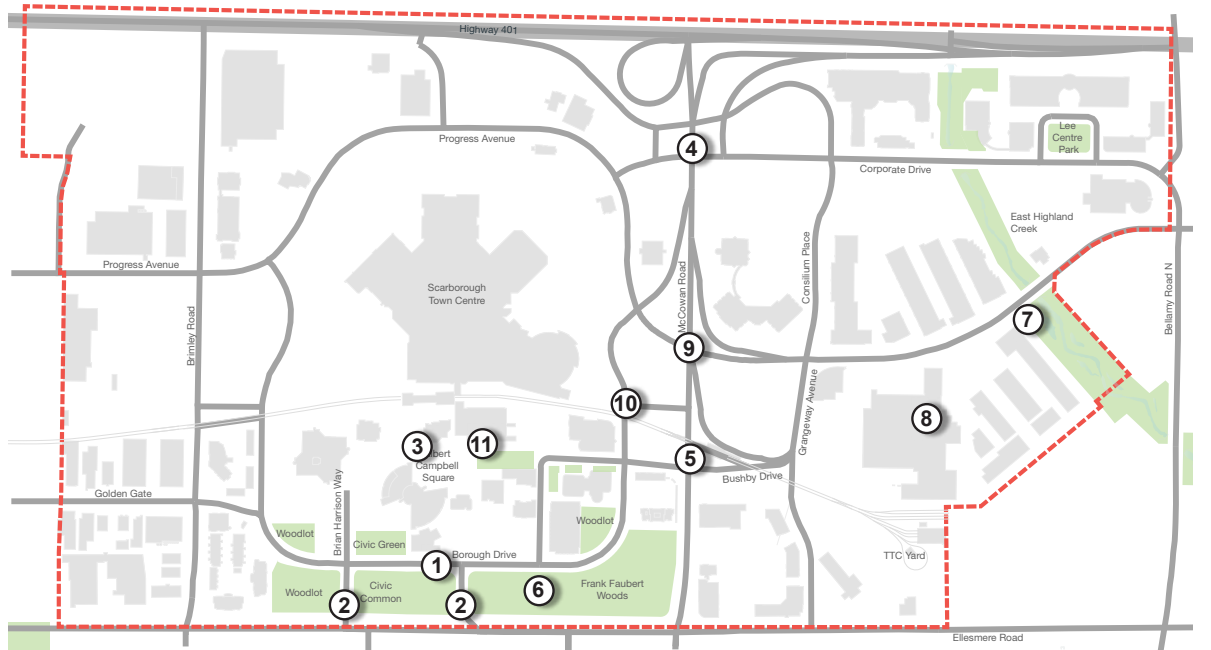 Highway 401
Progress Avenue
4
Lee
Centre
Park
Corporate Drive
East Highland
Creek
Progress Avenue
Scarborough
Town Centre
Brimley Road
McCowan Road
Consilium Place
Bellamy Road N
7
9
10
8
3
11
bert
Campbell
Square
5
Grangeway Avenue
Bushby Drive
Golden Gate
Brian Harrison Way
Woodlot
Civic Green
Woodlot
TTC Yard
Borough Drive
1
Woodlot
Civic
Common
2
2
6
Frank Faubert
Woods
Ellesmere Road